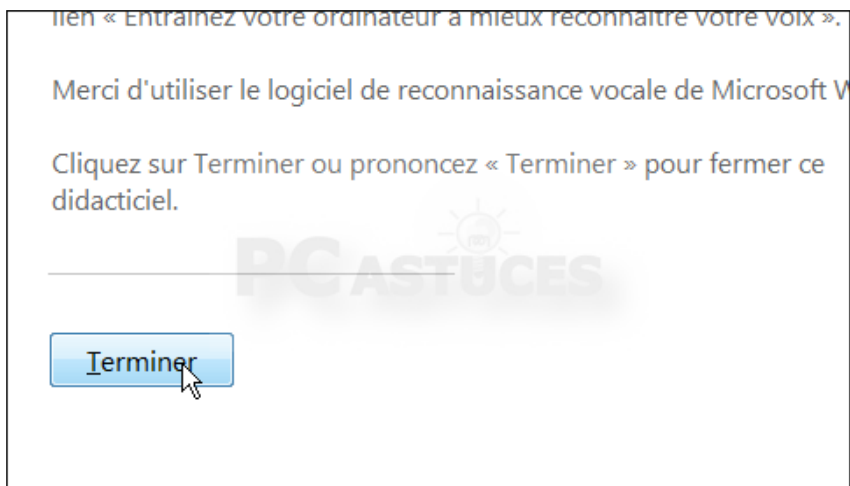 lien « Entraînez votre ordinateur à mieux reconnaître votre voix ».
Merci d'utiliser le logiciel de reconnaissance vocale de Microsoft W
Cliquez sur Terminer ou prononcez « Terminer » pour fermer ce
didacticiel.
PC ASTUCES
Terminer